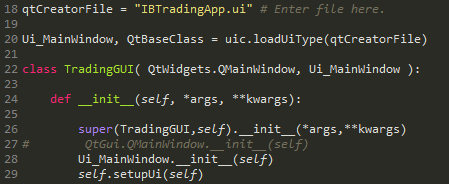 18 qtCreatorFile = "IBTradingApp.ui" # Enter file here.
19
20 Ui_MainWindow, QtBaseClass = uic.loadUiType(qtCreatorFile)
21
22 class TradingGUI( QtWidgets.QMainWindow, Ui_MainWindow ):
23
24     def __init__(self, *args, **kwargs):
25
26         super(TradingGUI,self).__init__(*args,**kwargs)
27 #        QtGui.QMainWindow.__init__(self)
28         Ui_MainWindow.__init__(self)
29         self.setupUi(self)